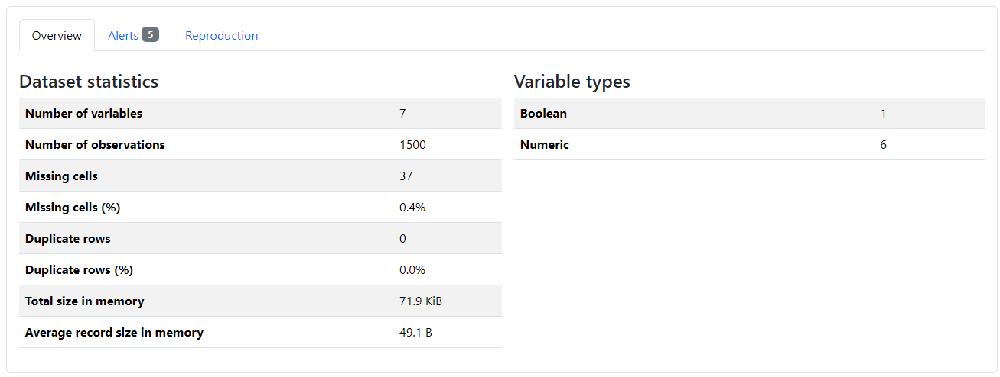 Overview Alerts 5 Reproduction
Dataset statistics
Number of variables 7
Number of observations 1500
Missing cells 37
Missing cells (%) 0.4%
Duplicate rows 0
Duplicate rows (%) 0.0%
Total size in memory 71.9 KiB
Average record size in memory 49.1 B
Variable types
Boolean 1
Numeric 6